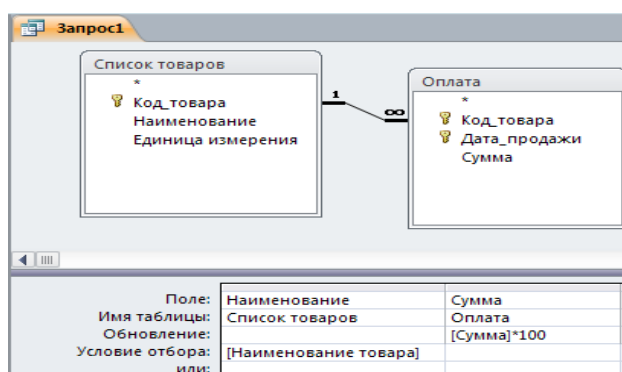 Запрос1
Список товаров
*
Код_товара
Наименование
Единица измерения
1
∞
Оплата
*
Код_товара
Дата_продажи
Сумма
Поле: Наименование Сумма
Имя таблицы: Список товаров Оплата
Обновление: [Сумма]*100
Условие отбора: [Наименование товара]
или: